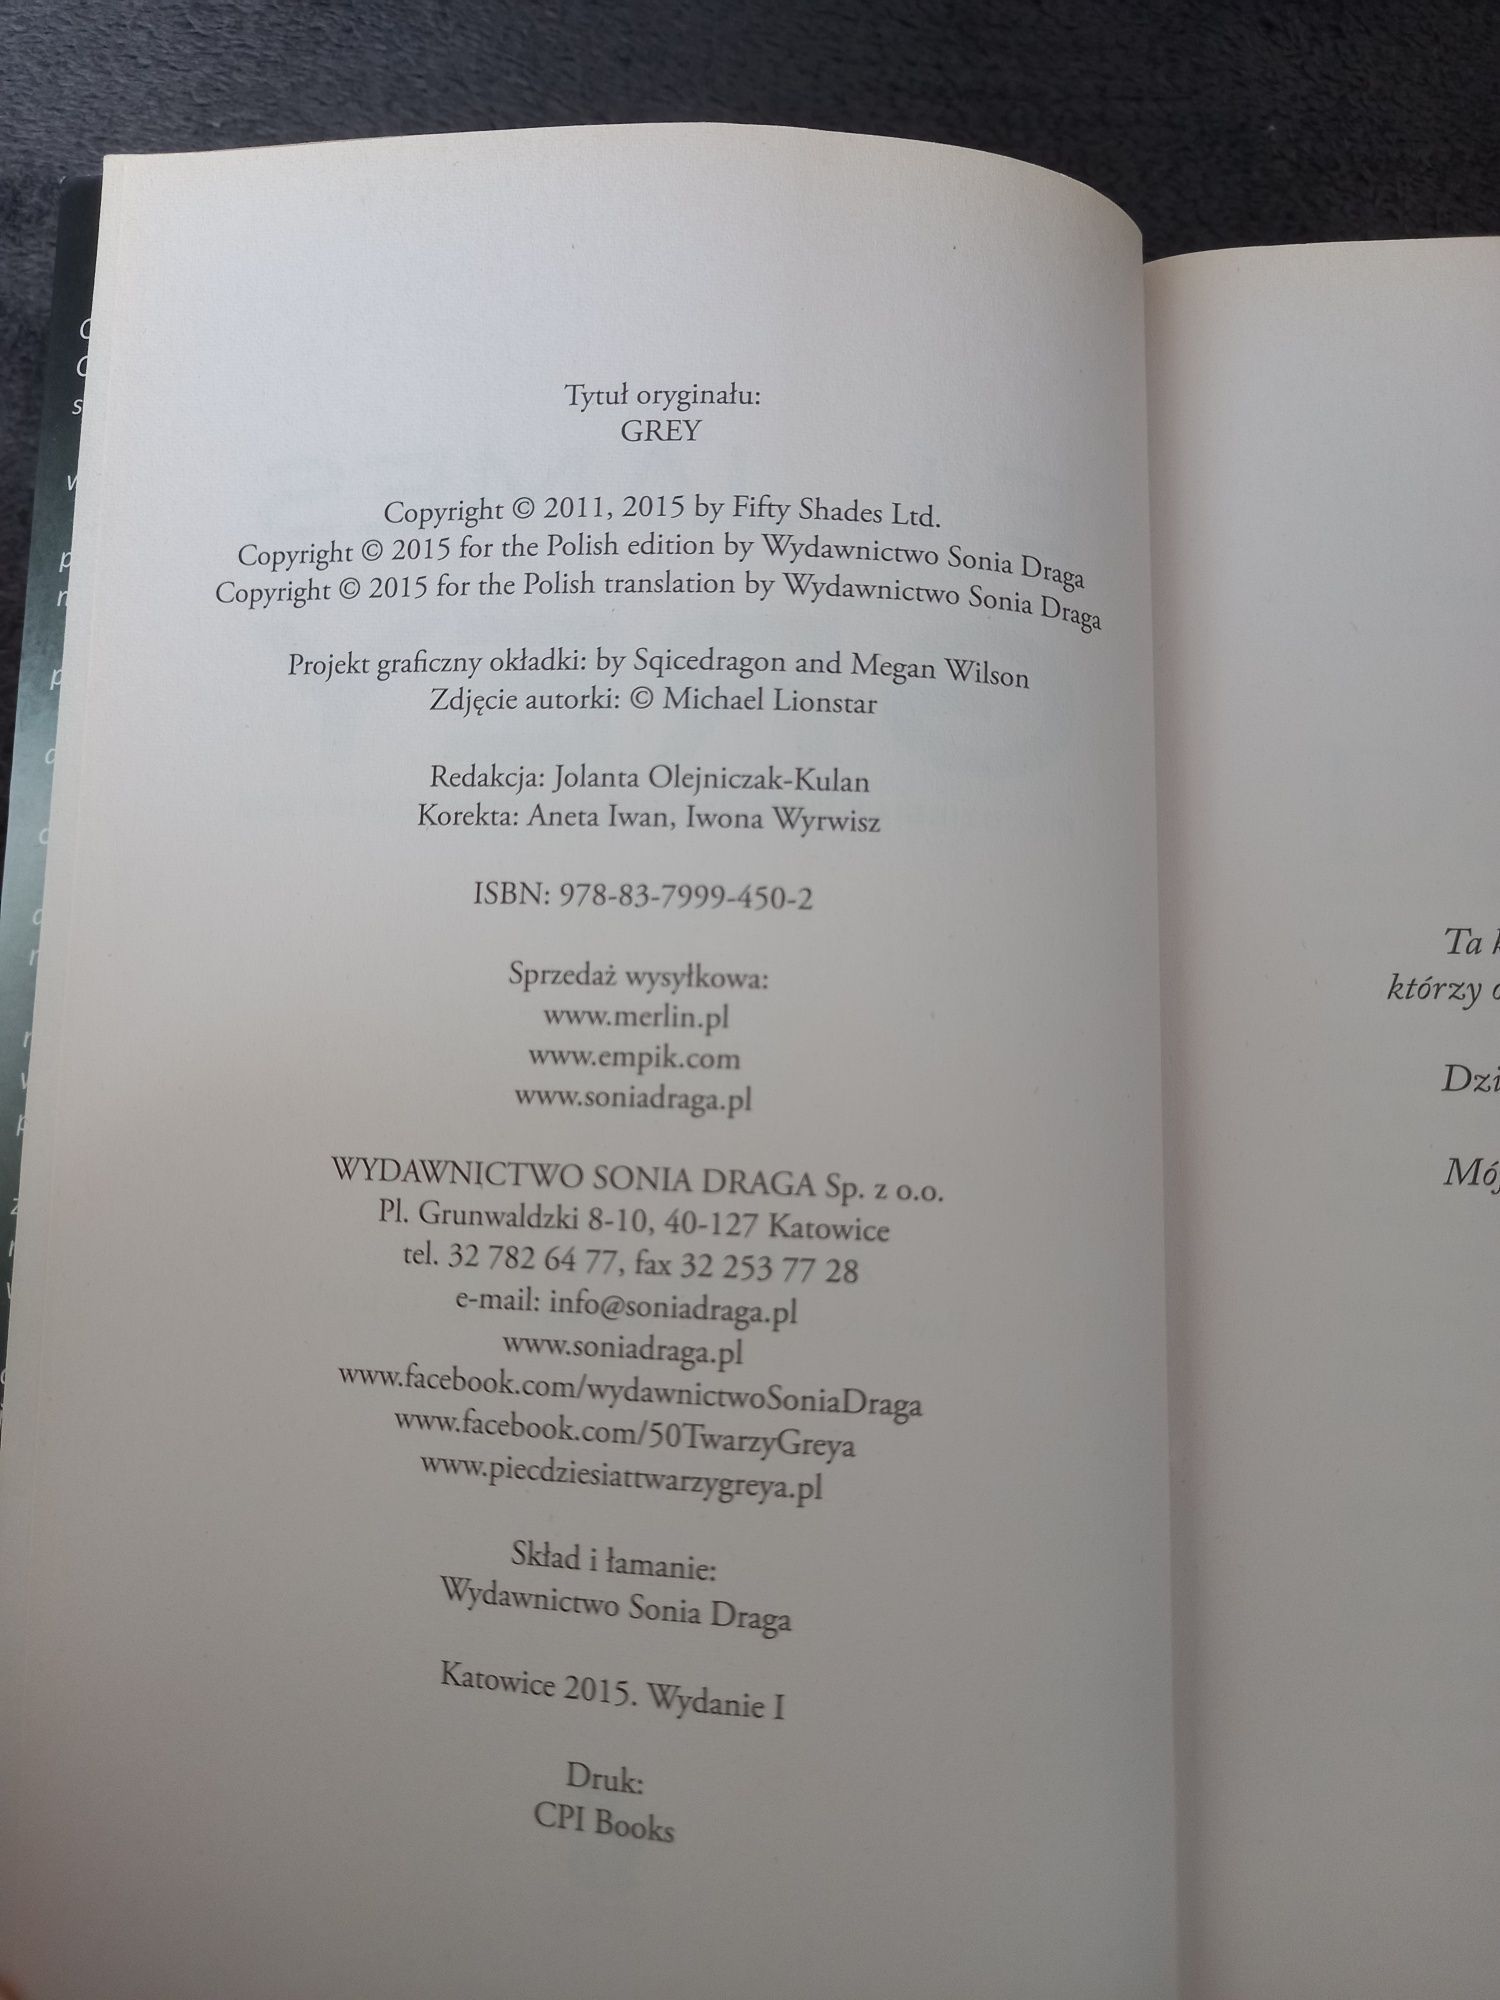 Tytuł oryginału:
GREY
Copyright © 2011, 2015 by Fifty Shades Ltd.
Copyright © 2015 for the Polish edition by Wydawnictwo Sonia Draga
Copyright © 2015 for the Polish translation by Wydawnictwo Sonia Draga
Projekt graficzny okładki: by Sqicedragon and Megan Wilson
Zdjęcie autorki: © Michael Lionstar
Redakcja: Jolanta Olejniczak-Kulan
Korekta: Aneta Iwan, Iwona Wyrwisz
ISBN: 978-83-7999-450-2
Sprzedaż wysyłkowa:
www.merlin.pl
www.empik.com
www.soniadraga.pl
WYDAWNICTWO SONIA DRAGA Sp. z o.o.
Pl. Grunwaldzki 8-10, 40-127 Katowice
tel. 32 782 64 77, fax 32 253 77 28
e-mail: info@soniadraga.pl
www.soniadraga.pl
www.facebook.com/wydawnictwoSoniaDraga
www.facebook.com/50TwarzyGreya
www.piecdziesiattwarzygreya.pl
Skład i łamanie:
Wydawnictwo Sonia Draga
Katowice 2015. Wydanie I
Druk:
CPI Books
Ta
którzy